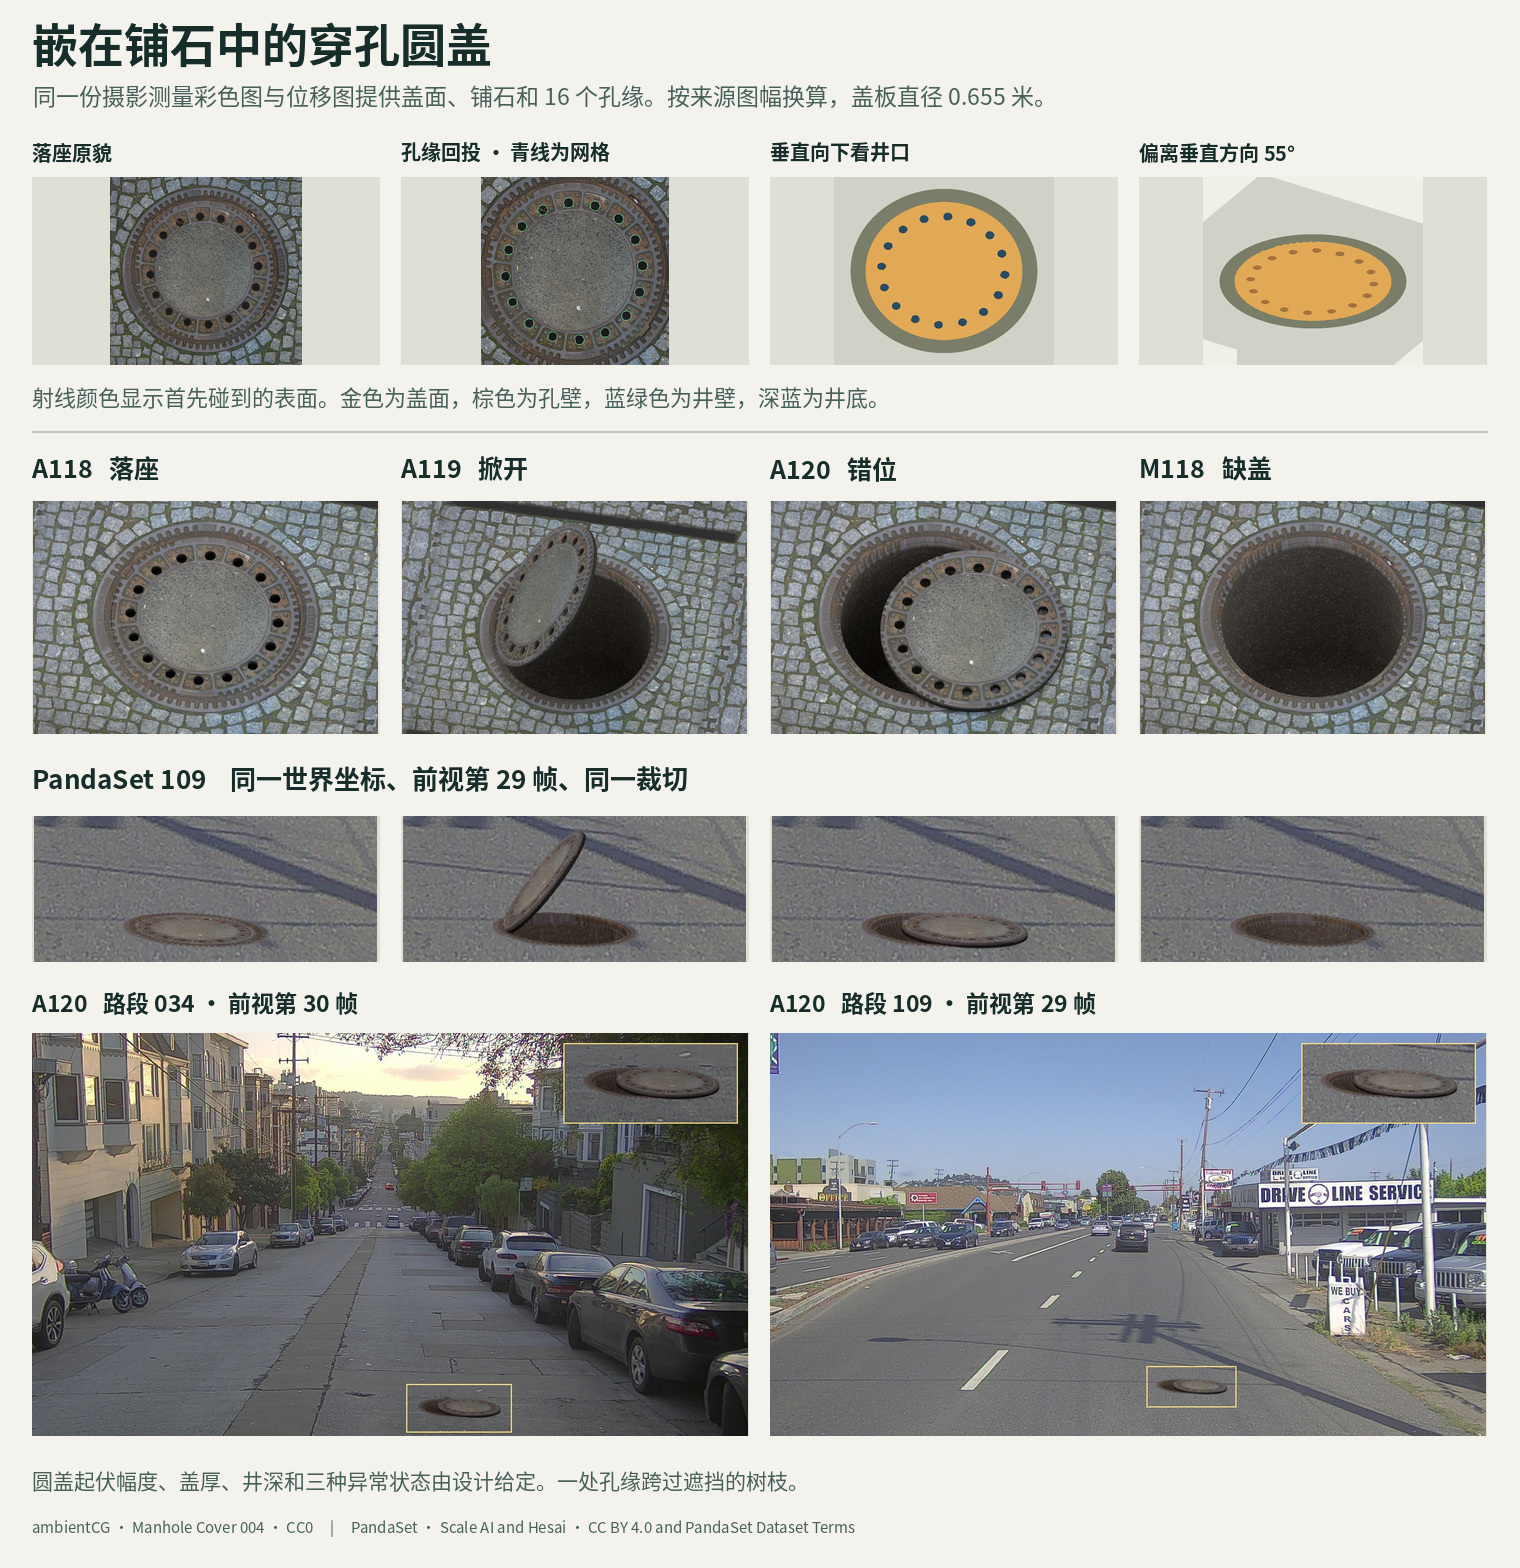 嵌在铺石中的穿孔圆盖
同一份摄影测量彩色图与位移图提供盖面、铺石和 16 个孔缘。按来源图幅换算，盖板直径 0.655 米。
落座原貌
孔缘回投 · 青线为网格
垂直向下看井口
偏离垂直方向 55°
射线颜色显示首先碰到的表面。金色为盖面，棕色为孔壁，蓝绿色为井壁，深蓝为井底。
A118 落座
A119 掀开
A120 错位
M118 缺盖
PandaSet 109 同一世界坐标、前视第 29 帧、同一裁切
A120 路段 034 · 前视第 30 帧
A120 路段 109 · 前视第 29 帧
OFFICE
DRIVE LINE
OFFICE
DRIVE LINE SERVIC
WE BUY
CARS
圆盖起伏幅度、盖厚、井深和三种异常状态由设计给定。一处孔缘跨过遮挡的树枝。
ambientCG · Manhole Cover 004 · CC0 | PandaSet · Scale AI and Hesai · CC BY 4.0 and PandaSet Dataset Terms